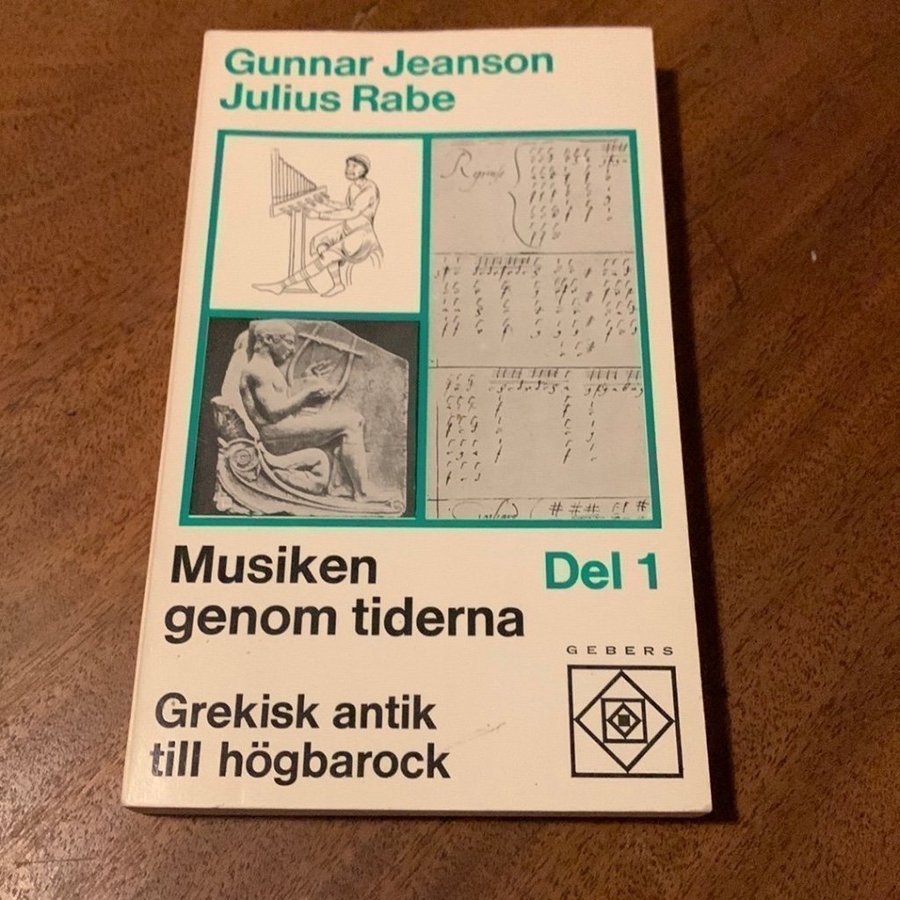 Gunnar Jeanson
Julius Rabe
Musiken
genom tiderna
Del 1
GEBERS
Grekisk antik
till högbarock